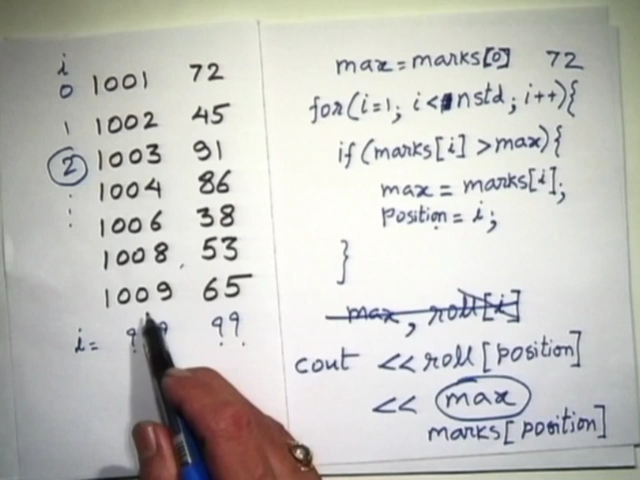 i
0 1001 72
1 1002 45
2 1003 91
: 1004 86
: 1006 38
1008 53
1009 65
i = ? ? ??
max = marks[0] 72
for(i=1; i< nstd; i++){
if (marks[i] >max){
max = marks[i];
position = i;
}
max, roll[i]
cout << roll[position]
<< max
marks[position]